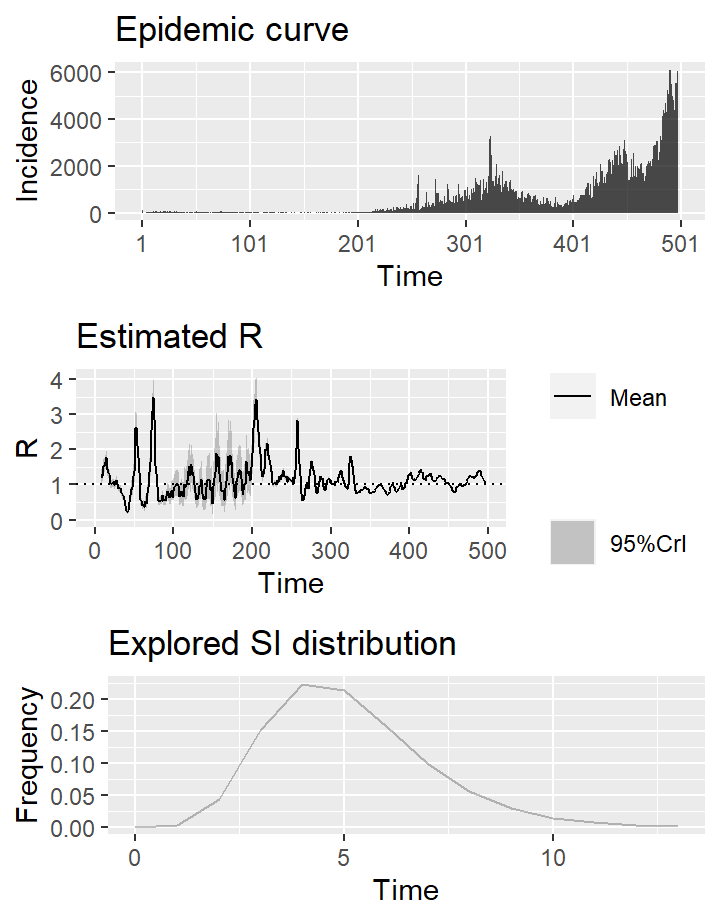 Epidemic curve
6000
4000
2000
0
Incidence
1 101 201 301 401 501
Time
Estimated R
4
3
2
1
0
R
0 100 200 300 400 500
Time
Mean
95%CrI
Explored SI distribution
0.20
0.15
0.10
0.05
0.00
Frequency
0 5 10
Time